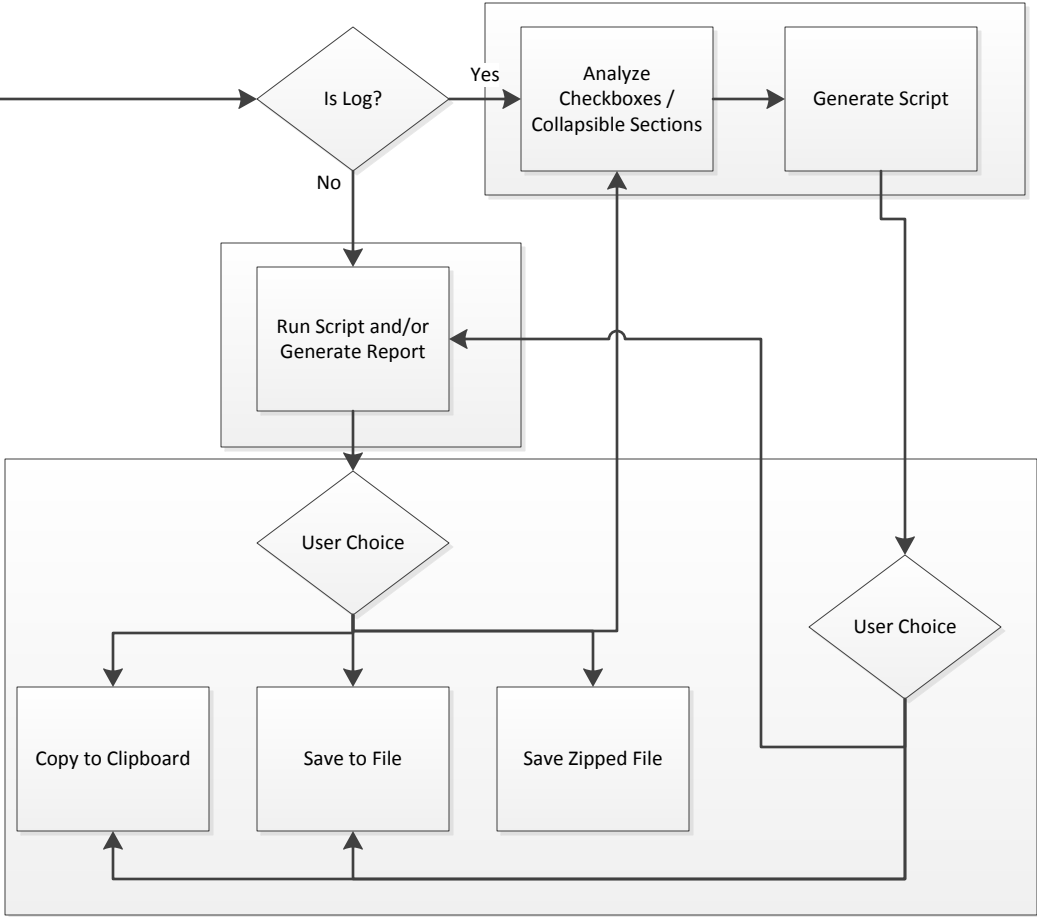 Is Log?
Yes
Analyze
Checkboxes /
Collapsible Sections
Generate Script
No
Run Script and/or
Generate Report
User Choice
User Choice
Copy to Clipboard
Save to File
Save Zipped File